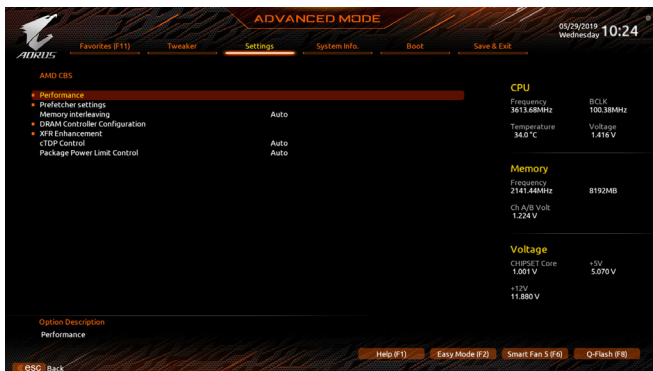 ADVANCED MODE
05/29/2019
Wednesday
10:24
AORUS
Favorites (F11) Tweaker Settings System Info. Boot Save & Exit
AMD CBS
Performance
Prefetcher settings
Memory interleaving Auto
DRAM Controller Configuration
XFR Enhancement
cTDP Control Auto
Package Power Limit Control Auto
CPU
Frequency BCLK
3613.68MHz 100.38MHz
Temperature Voltage
34.0 °C 1.416 V
Memory
Frequency
2141.44MHz 8192MB
Ch A/B Volt
1.224 V
Voltage
CHIPSET Core +5V
1.001 V 5.070 V
+12V
11.880 V
Option Description
Performance
Help (F1) Easy Mode (F2) Smart Fan 5 (F6) Q-Flash (F8)
esc Back